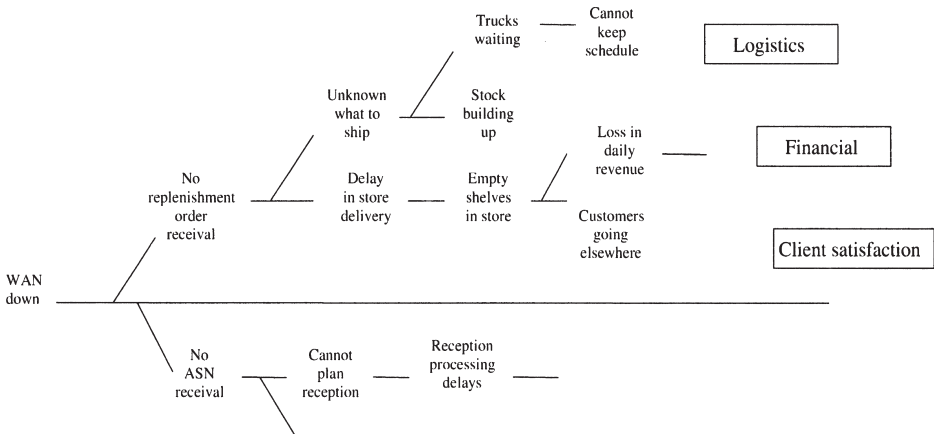 Trucks
waiting
Cannot
keep
schedule
Logistics
Unknown
what to
ship
Stock
building
up
Loss in
daily
revenue
Financial
No
replenishment
order
receival
Delay
in store
delivery
Empty
shelves
in store
Customers
going
elsewhere
Client satisfaction
WAN
down
No
ASN
receival
Cannot
plan
reception
Reception
processing
delays